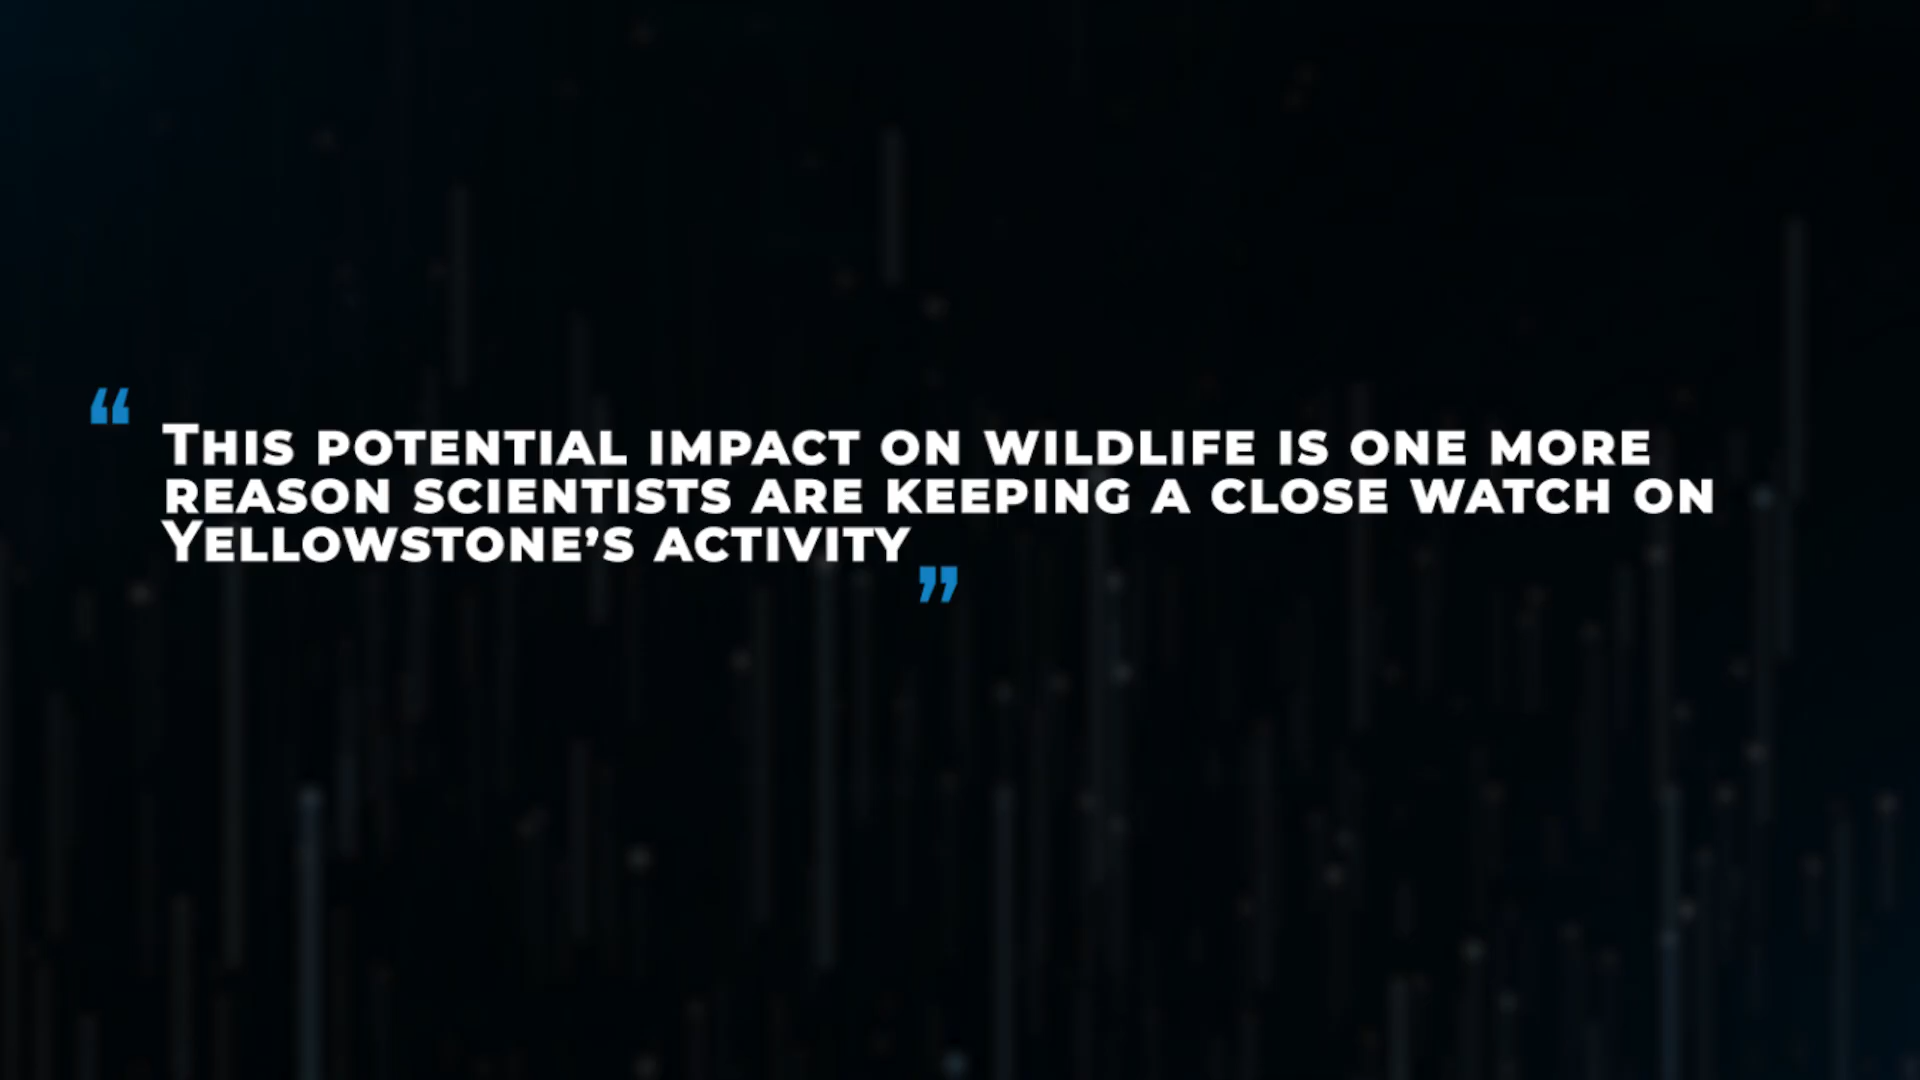 “This potential impact on wildlife is one more
reason scientists are keeping a close watch on
Yellowstone’s activity”